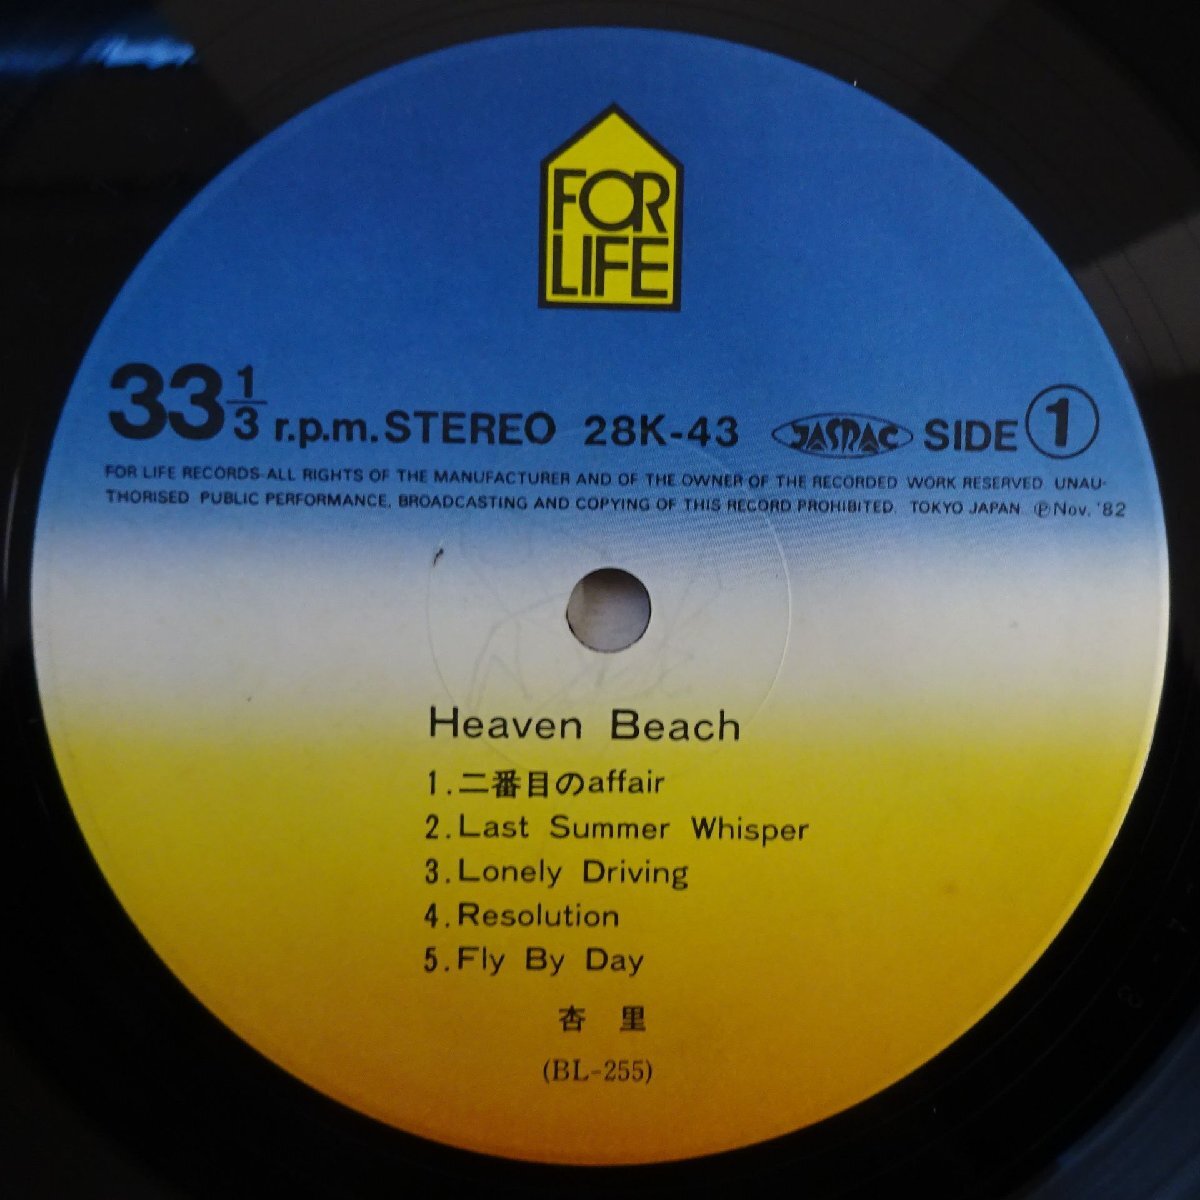 FOR
LIFE
33 1/3 r.p.m. STEREO 28K-43 JASRAC SIDE 1
FOR LIFE RECORDS-ALL RIGHTS OF THE MANUFACTURER AND OF THE OWNER OF THE RECORDED WORK RESERVED UNAU-
THORISED PUBLIC PERFORMANCE, BROADCASTING AND COPYING OF THIS RECORD PROHIBITED. TOKYO JAPAN ℗Nov. '82
Heaven Beach
1.二番目のaffair
2.Last Summer Whisper
3.Lonely Driving
4.Resolution
5.Fly By Day
杏 里
(BL-255)